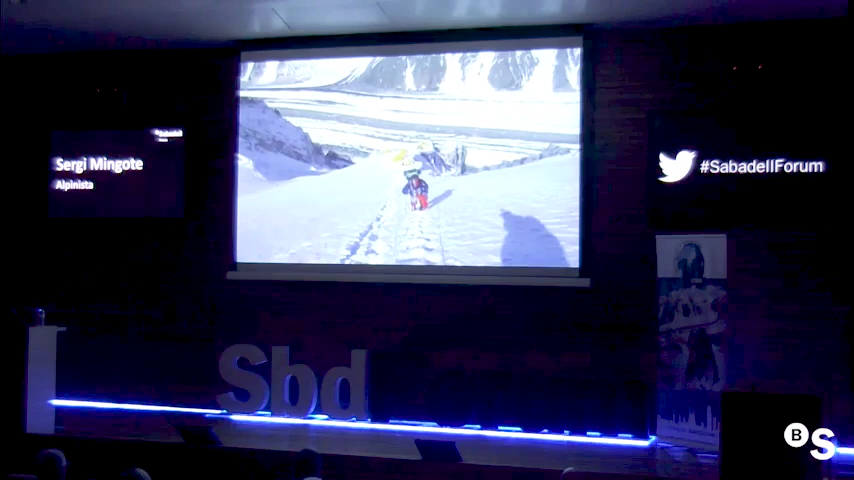 Sergi Mingote
Alpinista
#SabadellForum
Sbd
BS